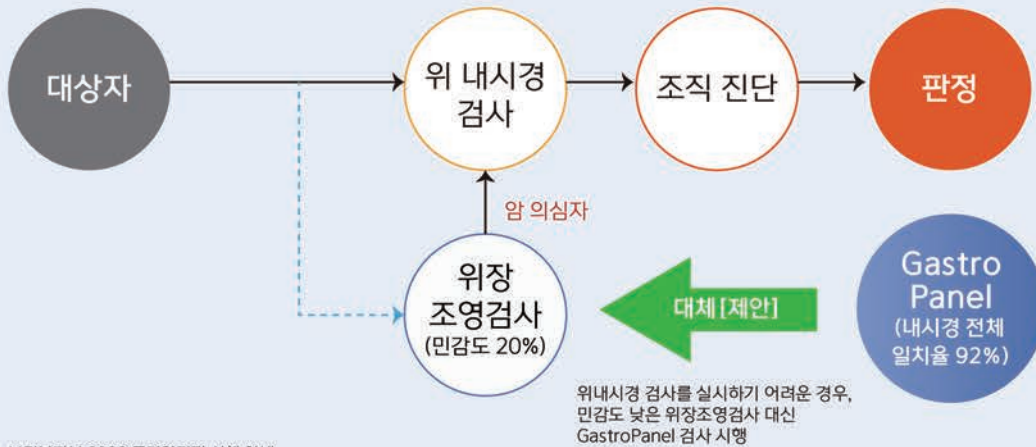 대상자
위 내시경
검사
조직 진단
판정
암 의심자
위장
조영검사
(민감도 20%)
대체[제안]
Gastro
Panel
(내시경 전체
일치율 92%)
위내시경 검사를 실시하기 어려운 경우,
민감도 낮은 위장조영검사 대신
GastroPanel 검사 시행